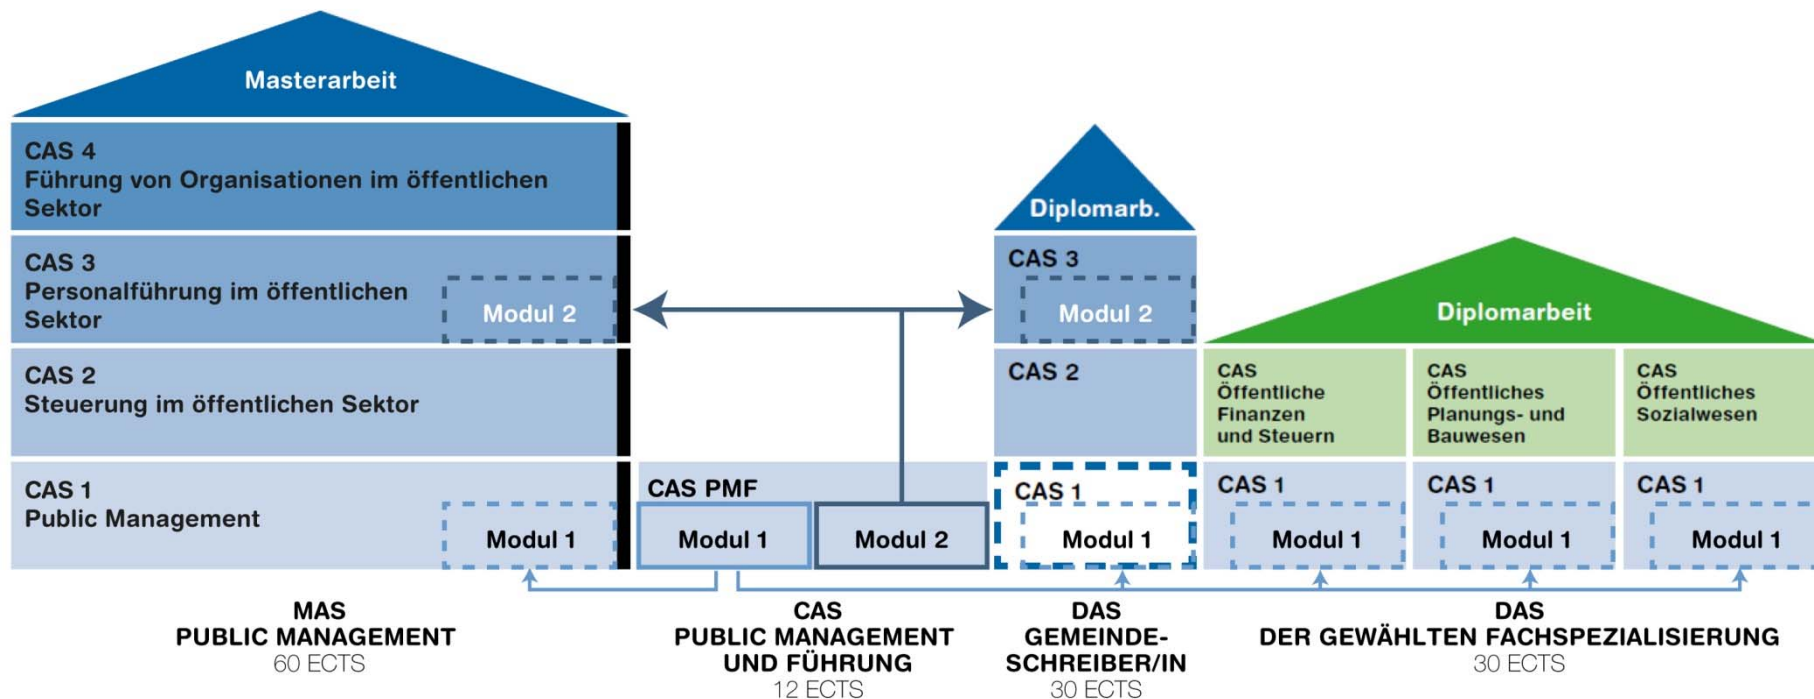 Masterarbeit
CAS 4
Führung von Organisationen im öffentlichen
Sektor
CAS 3
Personalführung im öffentlichen
Sektor
Modul 2
CAS 2
Steuerung im öffentlichen Sektor
CAS 1
Public Management
Modul 1
MAS
PUBLIC MANAGEMENT
60 ECTS
CAS PMF
Modul 1
Modul 2
CAS
PUBLIC MANAGEMENT
UND FÜHRUNG
12 ECTS
Diplomarb.
CAS 3
Modul 2
CAS 2
CAS 1
Modul 1
DAS
GEMEINDE-
SCHREIBER/IN
30 ECTS
Diplomarbeit
CAS
Öffentliche
Finanzen
und Steuern
CAS
Öffentliches
Planungs- und
Bauwesen
CAS
Öffentliches
Sozialwesen
CAS 1
Modul 1
CAS 1
Modul 1
CAS 1
Modul 1
DAS
DER GEWÄHLTEN FACHSPEZIALISIERUNG
30 ECTS